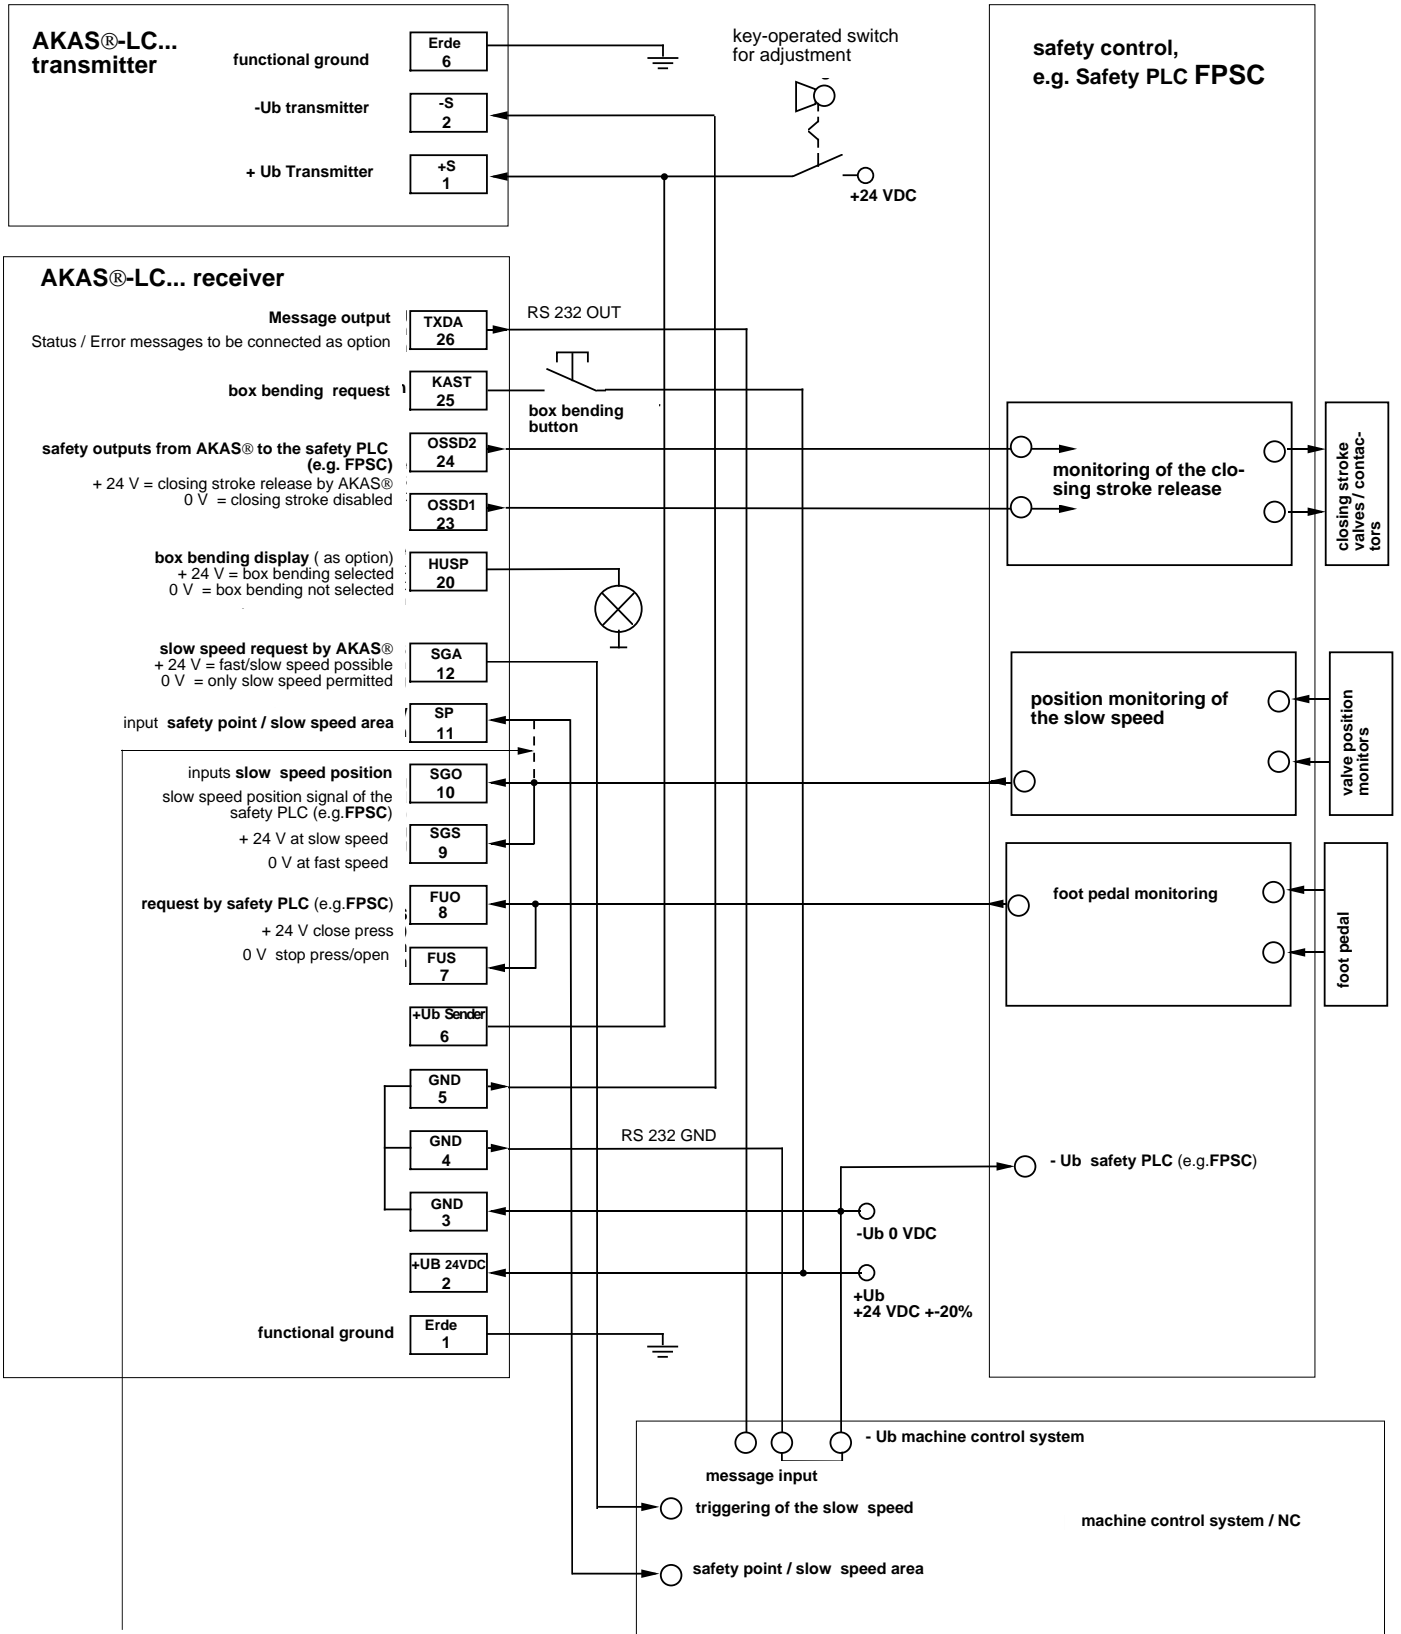 AKAS®-LC...
transmitter
functional ground
Erde
6
-Ub transmitter
-S
2
+ Ub Transmitter
+S
1
key-operated switch
for adjustment
+24 VDC
safety control,
e.g. Safety PLC FPSC
AKAS®-LC... receiver
Message output
Status / Error messages to be connected as option
TXDA
26
RS 232 OUT
box bending request
KAST
25
box bending
button
safety outputs from AKAS® to the safety PLC
(e.g. FPSC)
+ 24 V = closing stroke release by AKAS®
0 V = closing stroke disabled
OSSD2
24
OSSD1
23
monitoring of the clo-
sing stroke release
closing stroke
valves / contac-
tors
box bending display ( as option)
+ 24 V = box bending selected
0 V = box bending not selected
HUSP
20
slow speed request by AKAS®
+ 24 V = fast/slow speed possible
0 V = only slow speed permitted
SGA
12
input safety point / slow speed area
SP
11
position monitoring of
the slow speed
valve position
monitors
inputs slow speed position
slow speed position signal of the
safety PLC (e.g.FPSC)
+ 24 V at slow speed
0 V at fast speed
SGO
10
SGS
9
request by safety PLC (e.g.FPSC)
+ 24 V close press
0 V stop press/open
FUO
8
FUS
7
foot pedal monitoring
foot pedal
+Ub Sender
6
GND
5
GND
4
RS 232 GND
GND
3
- Ub safety PLC (e.g.FPSC)
-Ub 0 VDC
+UB 24VDC
2
+Ub
+24 VDC +-20%
functional ground
Erde
1
- Ub machine control system
message input
triggering of the slow speed
machine control system / NC
safety point / slow speed area